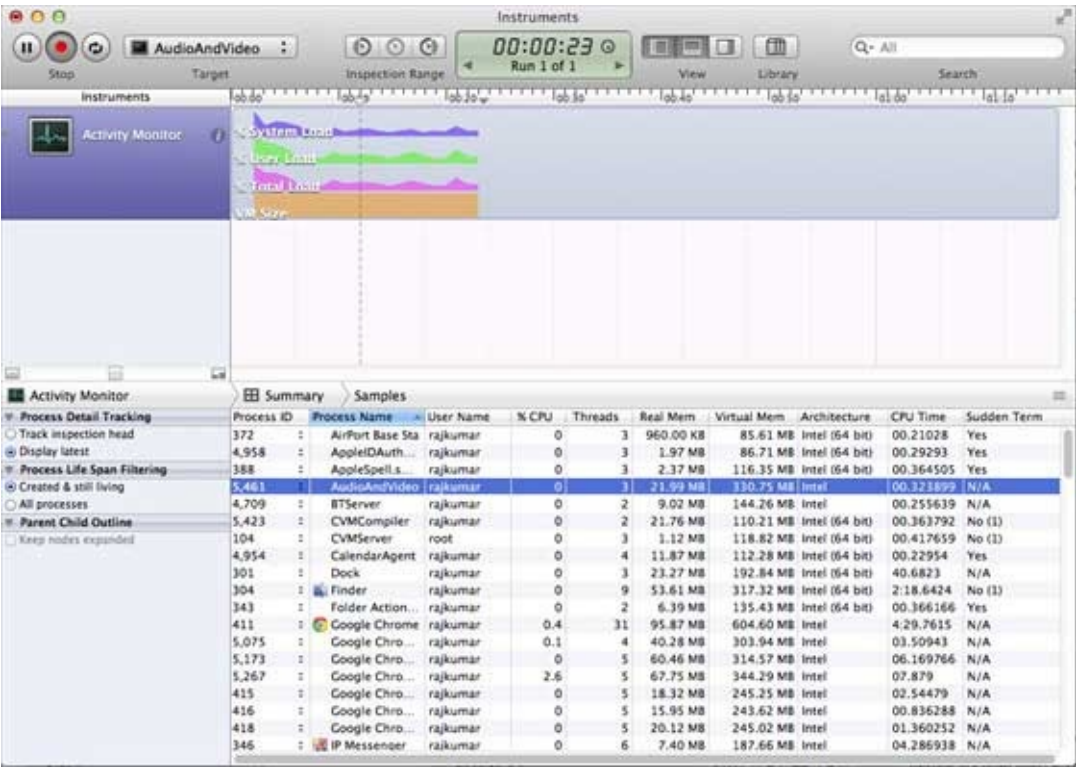 Instruments
AudioAndVideo
00:00:23
Run 1 of 1
All
Stop Target Inspection Range View Library Search
Instruments 00:00 00:20 00:30 00:40 00:50 01:00 01:10
Activity Monitor
% System Load
% User Load
% Total Load
VM Size
Activity Monitor Summary Samples
Process Detail Tracking
Track inspection head
Display latest
Process Life Span Filtering
Created & still living
All processes
Parent Child Outline
Keep nodes expanded
Process ID Process Name User Name % CPU Threads Real Mem Virtual Mem Architecture CPU Time Sudden Term
372 AirPort Base Sta rajkumar 0 3 960.00 KB 85.61 MB Intel (64 bit) 00.21028 Yes
4,958 AppleIDAuth... rajkumar 0 3 1.97 MB 86.71 MB Intel (64 bit) 00.29293 Yes
388 AppleSpell.s... rajkumar 0 3 2.37 MB 116.35 MB Intel (64 bit) 00.364505 Yes
5,461 AudioAndVideo rajkumar 0 3 21.99 MB 330.75 MB Intel 00.323899 N/A
4,709 BTServer rajkumar 0 2 9.02 MB 144.26 MB Intel 00.255639 N/A
5,423 CVMCompiler rajkumar 0 2 21.76 MB 110.21 MB Intel (64 bit) 00.363792 No (1)
104 CVMServer root 0 3 1.12 MB 118.82 MB Intel (64 bit) 00.417659 No (1)
4,954 CalendarAgent rajkumar 0 4 11.87 MB 112.28 MB Intel (64 bit) 00.22954 Yes
301 Dock rajkumar 0 3 23.27 MB 192.84 MB Intel (64 bit) 40.6823 N/A
304 Finder rajkumar 0 9 53.61 MB 317.32 MB Intel (64 bit) 2:18.6424 No (1)
343 Folder Action... rajkumar 0 2 6.39 MB 135.43 MB Intel (64 bit) 00.366166 Yes
411 Google Chrome rajkumar 0.4 31 95.87 MB 604.60 MB Intel 4:29.7615 N/A
5,075 Google Chro... rajkumar 0.1 4 40.28 MB 303.94 MB Intel 03.50943 N/A
5,173 Google Chro... rajkumar 0 5 60.46 MB 314.57 MB Intel 06.169766 N/A
5,267 Google Chro... rajkumar 2.6 5 67.75 MB 344.29 MB Intel 07.879 N/A
415 Google Chro... rajkumar 0 5 18.32 MB 245.25 MB Intel 02.54479 N/A
416 Google Chro... rajkumar 0 5 15.95 MB 243.62 MB Intel 00.836288 N/A
418 Google Chro... rajkumar 0 5 20.12 MB 245.02 MB Intel 01.360252 N/A
346 IP Messenger rajkumar 0 6 7.40 MB 187.66 MB Intel 04.286938 N/A